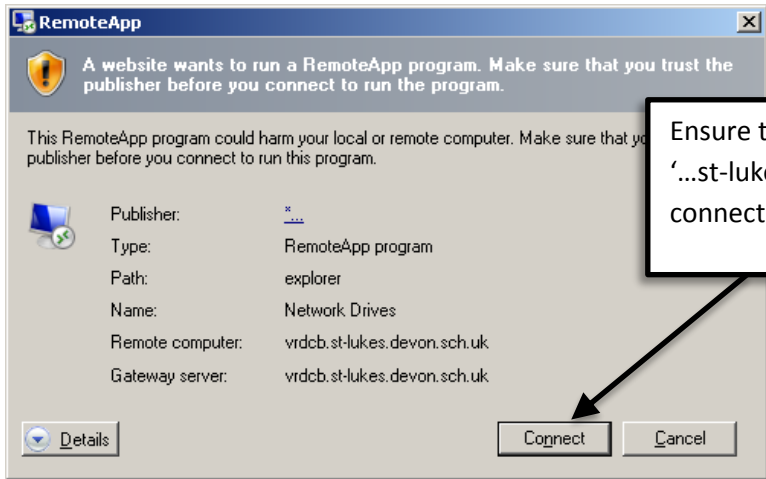 RemoteApp
A website wants to run a RemoteApp program. Make sure that you trust the
publisher before you connect to run the program.
This RemoteApp program could harm your local or remote computer. Make sure that
publisher before you connect to run this program.
Ensure
'...st-luk
connect
Publisher: *...
Type: RemoteApp program
Path: explorer
Name: Network Drives
Remote computer: vrdcb.st-lukes.devon.sch.uk
Gateway server: vrdcb.st-lukes.devon.sch.uk
Details
Connect
Cancel